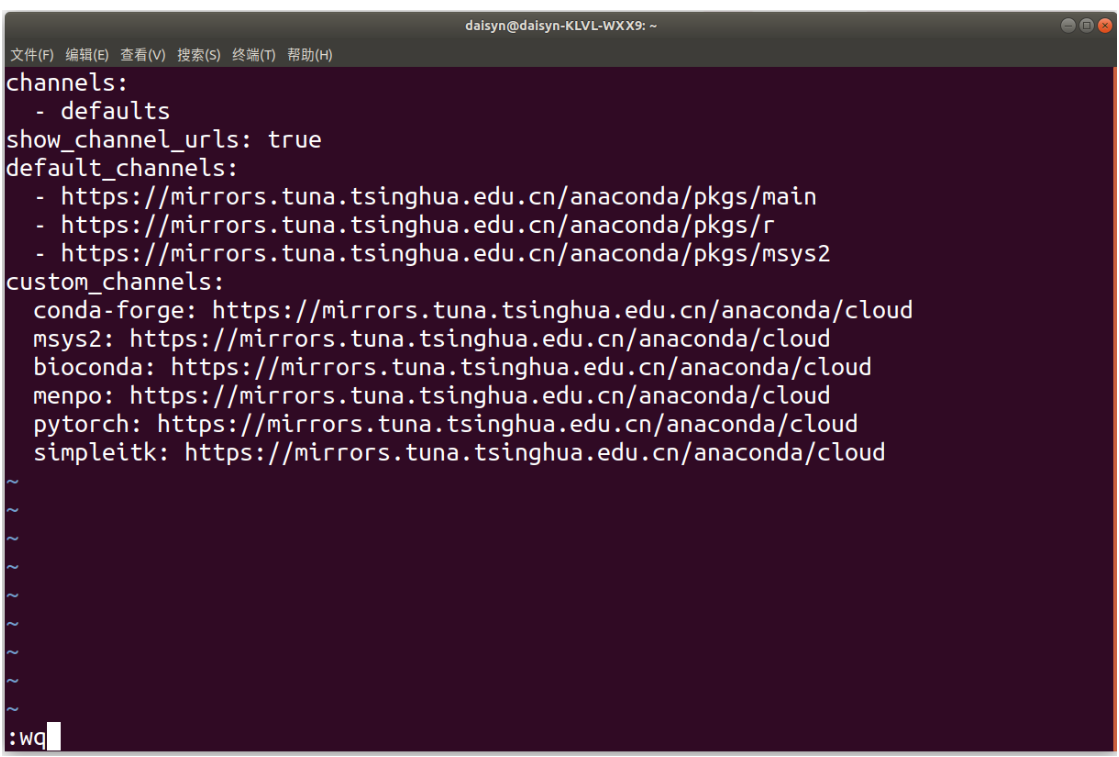 daisyn@daisyn-KLVL-WXX9: ~
文件(F) 编辑(E) 查看(V) 搜索(S) 终端(T) 帮助(H)
channels:
  - defaults
show_channel_urls: true
default_channels:
  - https://mirrors.tuna.tsinghua.edu.cn/anaconda/pkgs/main
  - https://mirrors.tuna.tsinghua.edu.cn/anaconda/pkgs/r
  - https://mirrors.tuna.tsinghua.edu.cn/anaconda/pkgs/msys2
custom_channels:
  conda-forge: https://mirrors.tuna.tsinghua.edu.cn/anaconda/cloud
  msys2: https://mirrors.tuna.tsinghua.edu.cn/anaconda/cloud
  bioconda: https://mirrors.tuna.tsinghua.edu.cn/anaconda/cloud
  menpo: https://mirrors.tuna.tsinghua.edu.cn/anaconda/cloud
  pytorch: https://mirrors.tuna.tsinghua.edu.cn/anaconda/cloud
  simpleitk: https://mirrors.tuna.tsinghua.edu.cn/anaconda/cloud
~
~
~
~
~
~
~
~
~
:wq